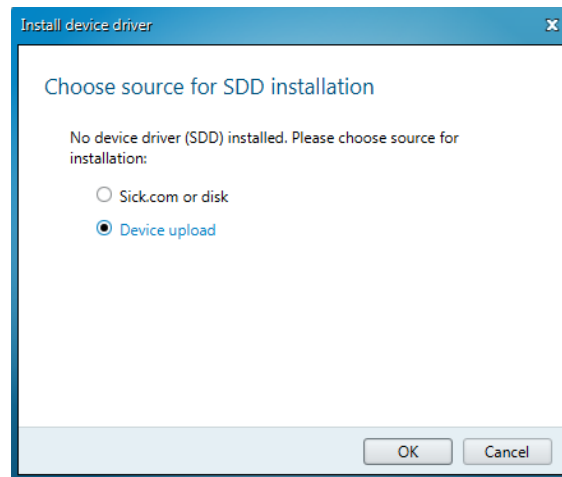 Install device driver
x
Choose source for SDD installation
No device driver (SDD) installed. Please choose source for
installation:
Sick.com or disk
Device upload
OK Cancel